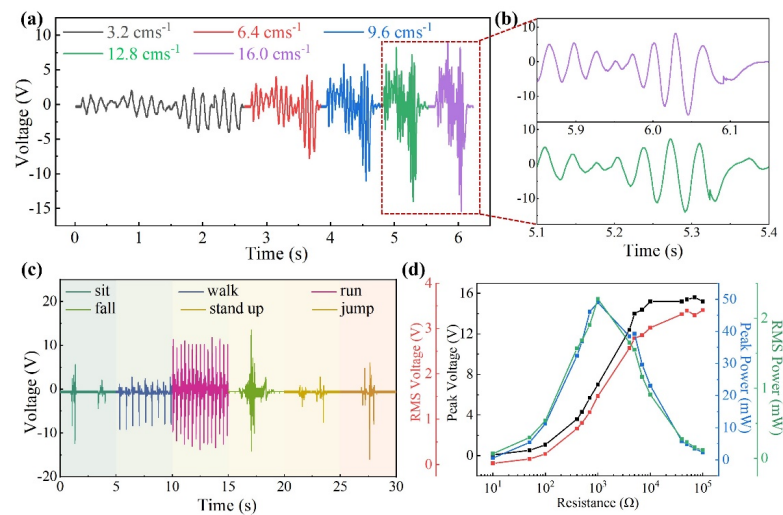 (a)
3.2 cms⁻¹
6.4 cms⁻¹
9.6 cms⁻¹
12.8 cms⁻¹
16.0 cms⁻¹
Voltage (V)
10
5
0
-5
-10
-15
0 1 2 3 4 5 6
Time (s)
(b)
10
0
-10
5.9 6.0 6.1
10
0
-10
5.1 5.2 5.3 5.4
Time (s)
(c)
sit walk run
fall stand up jump
Voltage (V)
20
10
0
-10
-20
0 5 10 15 20 25 30
Time (s)
(d)
RMS Voltage (V)
4
3
2
1
0
Peak Voltage (V)
16
12
8
4
0
Peak Power (mW)
50
40
30
20
10
0
RMS Power (mW)
2
1
0
10¹ 10² 10³ 10⁴ 10⁵
Resistance (Ω)